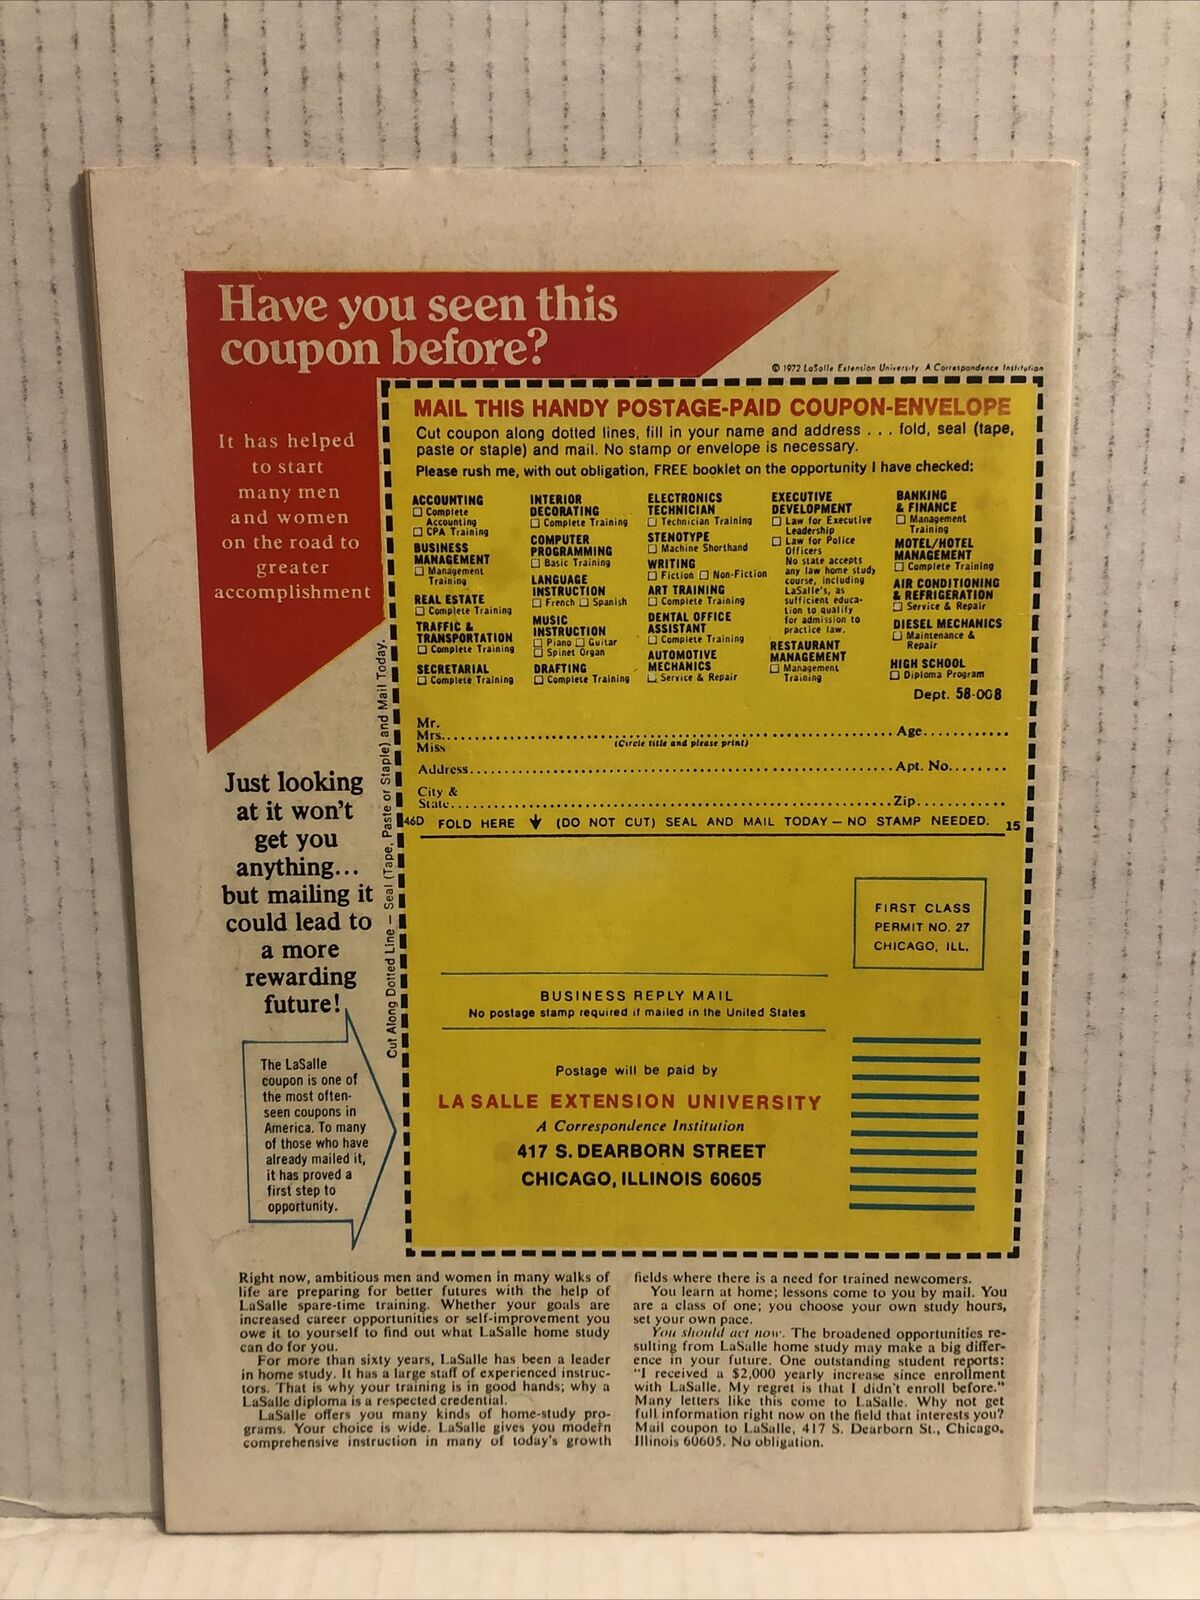 Have you seen this
coupon before?
© 1972 LaSalle Extension University. A Correspondence Institution
It has helped
to start
many men
and women
on the road to
greater
accomplishment
MAIL THIS HANDY POSTAGE-PAID COUPON-ENVELOPE
Cut coupon along dotted lines, fill in your name and address . . . fold, seal (tape,
paste or staple) and mail. No stamp or envelope is necessary.
Please rush me, with out obligation, FREE booklet on the opportunity I have checked:
ACCOUNTING
☐ Complete
Accounting
☐ CPA Training
BUSINESS
MANAGEMENT
☐ Management
Training
REAL ESTATE
☐ Complete Training
TRAFFIC &
TRANSPORTATION
☐ Complete Training
SECRETARIAL
☐ Complete Training
INTERIOR
DECORATING
☐ Complete Training
COMPUTER
PROGRAMMING
☐ Basic Training
LANGUAGE
INSTRUCTION
☐ French ☐ Spanish
MUSIC
INSTRUCTION
☐ Piano ☐ Guitar
☐ Spinet Organ
DRAFTING
☐ Complete Training
ELECTRONICS
TECHNICIAN
☐ Technician Training
STENOTYPE
☐ Machine Shorthand
WRITING
☐ Fiction ☐ Non-Fiction
ART TRAINING
☐ Complete Training
DENTAL OFFICE
ASSISTANT
☐ Complete Training
AUTOMOTIVE
MECHANICS
☐ Service & Repair
EXECUTIVE
DEVELOPMENT
☐ Law for Executive
Leadership
☐ Law for Police
Officers
No state accepts
any law home study
course, including
LaSalle's, as
sufficient educa-
tion to qualify
for admission to
practice law.
RESTAURANT
MANAGEMENT
☐ Management
Training
BANKING
& FINANCE
☐ Management
Training
MOTEL/HOTEL
MANAGEMENT
☐ Complete Training
AIR CONDITIONING
& REFRIGERATION
☐ Service & Repair
DIESEL MECHANICS
☐ Maintenance &
Repair
HIGH SCHOOL
☐ Diploma Program
Dept. 58-008
Mr.
Mrs. Age
Miss (Circle title and please print)
Address Apt. No.
City &
State Zip
46D FOLD HERE ↓ (DO NOT CUT) SEAL AND MAIL TODAY — NO STAMP NEEDED. 15
Cut Along Dotted Line — Seal (Tape, Paste or Staple) and Mail Today.
Just looking
at it won't
get you
anything...
but mailing it
could lead to
a more
rewarding
future!
The LaSalle
coupon is one of
the most often-
seen coupons in
America. To many
of those who have
already mailed it,
it has proved a
first step to
opportunity.
FIRST CLASS
PERMIT NO. 27
CHICAGO, ILL.
BUSINESS REPLY MAIL
No postage stamp required if mailed in the United States
Postage will be paid by
LA SALLE EXTENSION UNIVERSITY
A Correspondence Institution
417 S. DEARBORN STREET
CHICAGO, ILLINOIS 60605
Right now, ambitious men and women in many walks of
life are preparing for better futures with the help of
LaSalle spare-time training. Whether your goals are
increased career opportunities or self-improvement you
owe it to yourself to find out what LaSalle home study
can do for you.
For more than sixty years, LaSalle has been a leader
in home study. It has a large staff of experienced instruc-
tors. That is why your training is in good hands; why a
LaSalle diploma is a respected credential.
LaSalle offers you many kinds of home-study pro-
grams. Your choice is wide. LaSalle gives you modern
comprehensive instruction in many of today's growth
fields where there is a need for trained newcomers.
You learn at home; lessons come to you by mail. You
are a class of one; you choose your own study hours,
set your own pace.
You should act now. The broadened opportunities re-
sulting from LaSalle home study may make a big differ-
ence in your future. One outstanding student reports:
"I received a $2,000 yearly increase since enrollment
with LaSalle. My regret is that I didn't enroll before."
Many letters like this come to LaSalle. Why not get
full information right now on the field that interests you?
Mail coupon to LaSalle, 417 S. Dearborn St., Chicago,
Illinois 60605. No obligation.